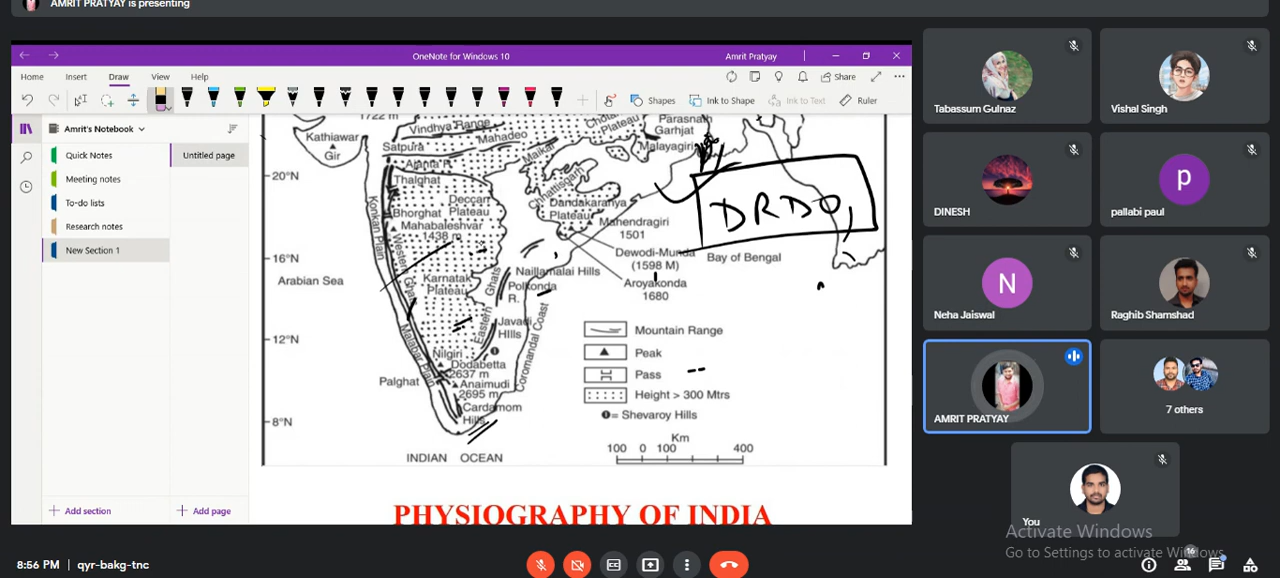 AMRIT PRATYAY is presenting
OneNote for Windows 10
Amrit Pratyay
Home Insert Draw View Help
Share
Shapes Ink to Shape Ink to Text Ruler
Amrit's Notebook
Quick Notes
Meeting notes
To-do lists
Research notes
New Section 1
Untitled page
Add section
Add page
1722 m
Vindhya Range
Kathiawar
Gir
Satpura
Mahadeo
Maikal
Plateau
Parasnath
Garhjat
Malayagiri
Ajanta R.
20°N
Thalghat
Chhattisgarh
Deccan
Plateau
Dandakaranya
Plateau
Bhorghat
Mahabaleshwar
1438 m
Mahendragiri
1501
DRDO,
Konkan Plain
Western Ghats
Dewodi-Munda
(1598 M)
Bay of Bengal
16°N
Arabian Sea
Karnatak
Plateau
Eastern Ghats
Naillamalai Hills
Polkonda
R.
Aroyakonda
1680
Javadi
Hills
Coromandal Coast
12°N
Malabar Plain
Nilgiri
Dodabetta
2637 m
Palghat
Anaimudi
2695 m
Cardamom
Hills
8°N
INDIAN OCEAN
Mountain Range
Peak
Pass
Height > 300 Mtrs
= Shevaroy Hills
Km
100 0 100 400
PHYSIOGRAPHY OF INDIA
Tabassum Gulnaz
Vishal Singh
DINESH
p
pallabi paul
N
Neha Jaiswal
Raghib Shamshad
AMRIT PRATYAY
7 others
You
Activate Windows
Go to Settings to activate Windows.
8:56 PM | qyr-bakg-tnc
16